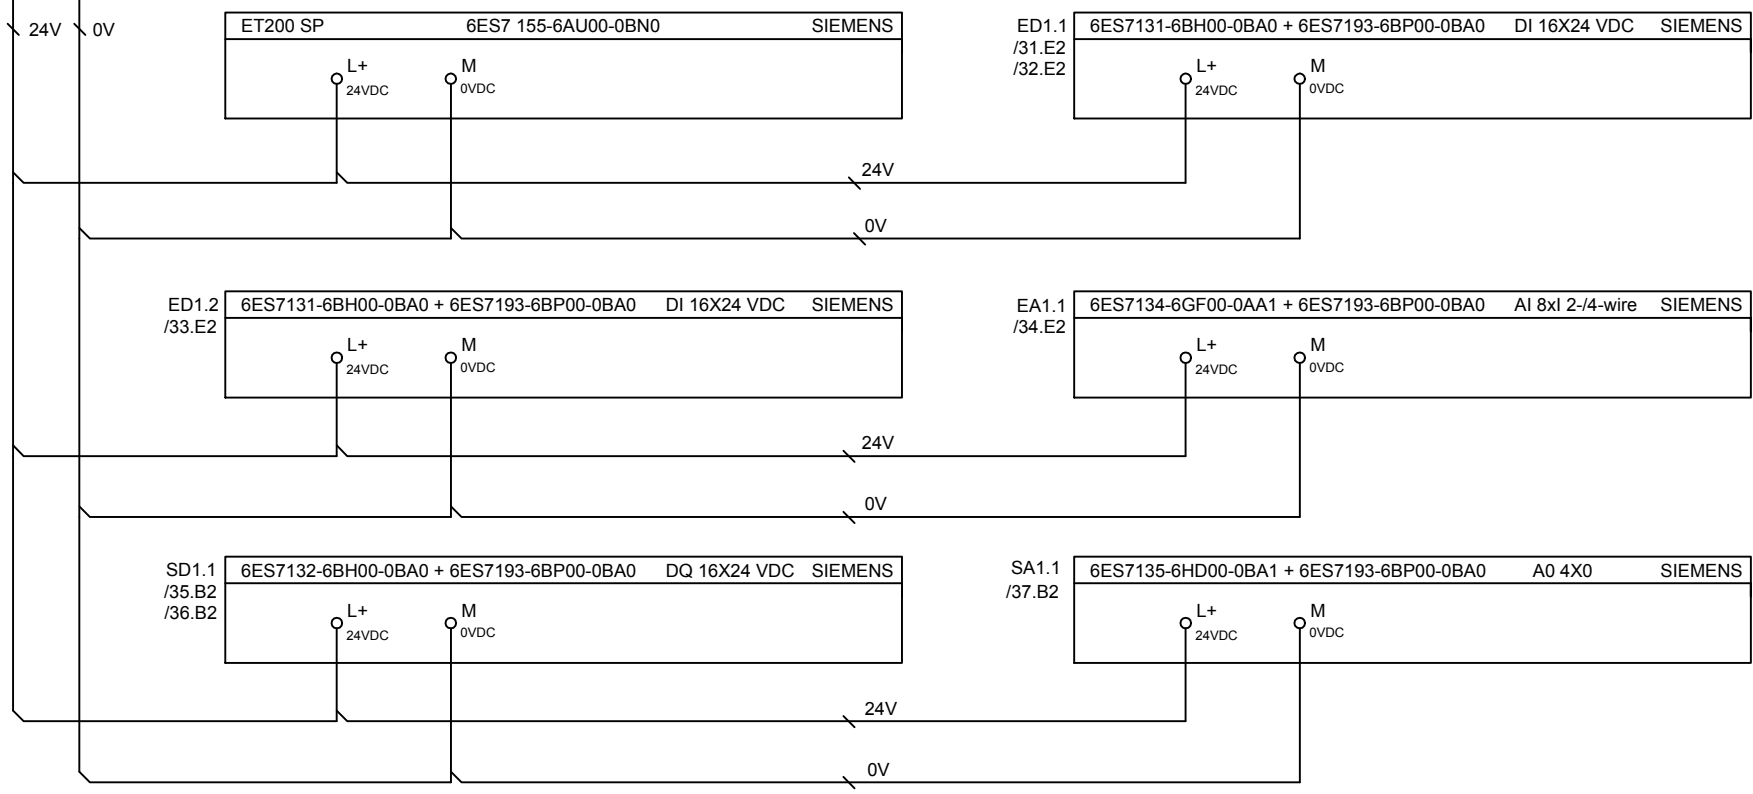 24V 0V
ET200 SP 6ES7 155-6AU00-0BN0 SIEMENS
L+ M
24VDC 0VDC
ED1.1 6ES7131-6BH00-0BA0 + 6ES7193-6BP00-0BA0 DI 16X24 VDC SIEMENS
/31.E2
/32.E2
L+ M
24VDC 0VDC
24V
0V
ED1.2 6ES7131-6BH00-0BA0 + 6ES7193-6BP00-0BA0 DI 16X24 VDC SIEMENS
/33.E2
L+ M
24VDC 0VDC
EA1.1 6ES7134-6GF00-0AA1 + 6ES7193-6BP00-0BA0 AI 8xI 2-/4-wire SIEMENS
/34.E2
L+ M
24VDC 0VDC
24V
0V
SD1.1 6ES7132-6BH00-0BA0 + 6ES7193-6BP00-0BA0 DQ 16X24 VDC SIEMENS
/35.B2
/36.B2
L+ M
24VDC 0VDC
SA1.1 6ES7135-6HD00-0BA1 + 6ES7193-6BP00-0BA0 A0 4X0 SIEMENS
/37.B2
L+ M
24VDC 0VDC
24V
0V